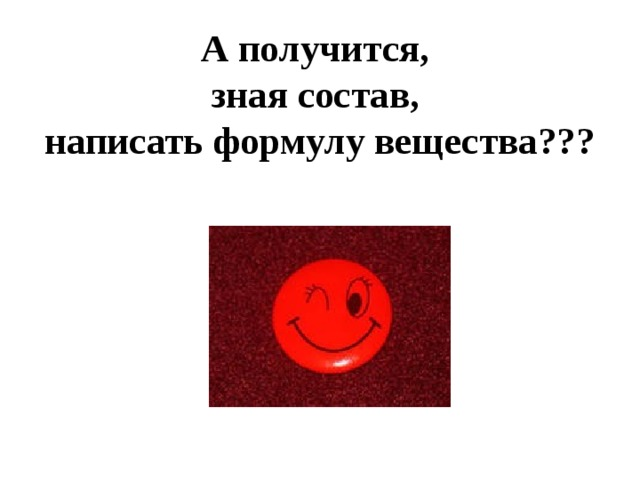 А получится,
зная состав,
написать формулу вещества???